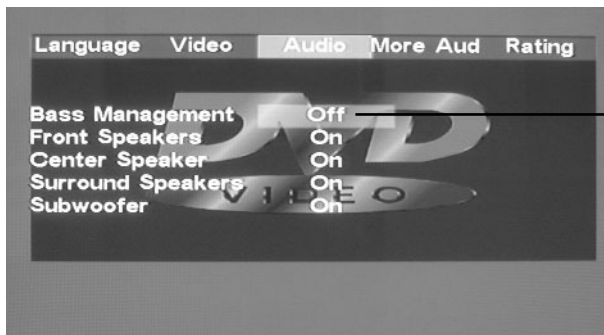 Language Video Audio More Aud Rating
Bass Management Off
Front Speakers On
Center Speaker On
Surround Speakers On
Subwoofer On
DVD
VIDEO